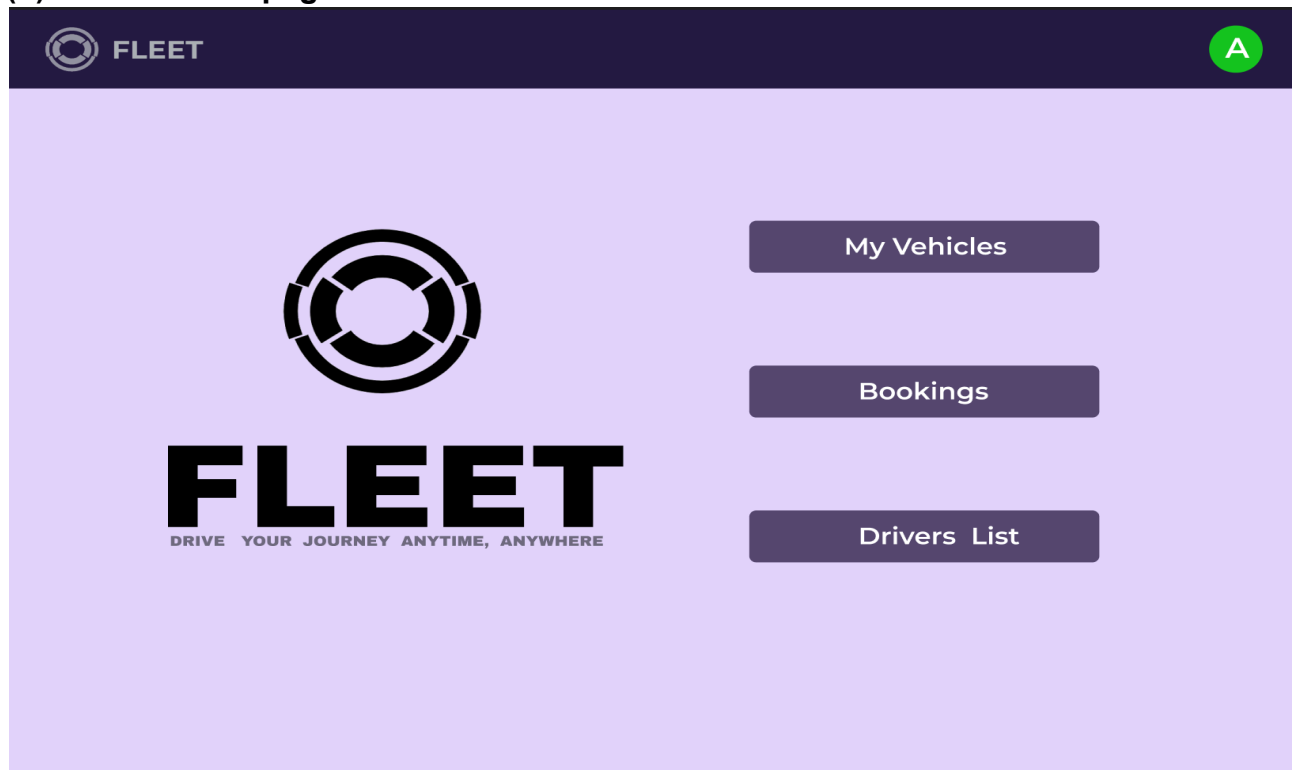 FLEET
A
My Vehicles
Bookings
FLEET
DRIVE YOUR JOURNEY ANYTIME, ANYWHERE
Drivers List